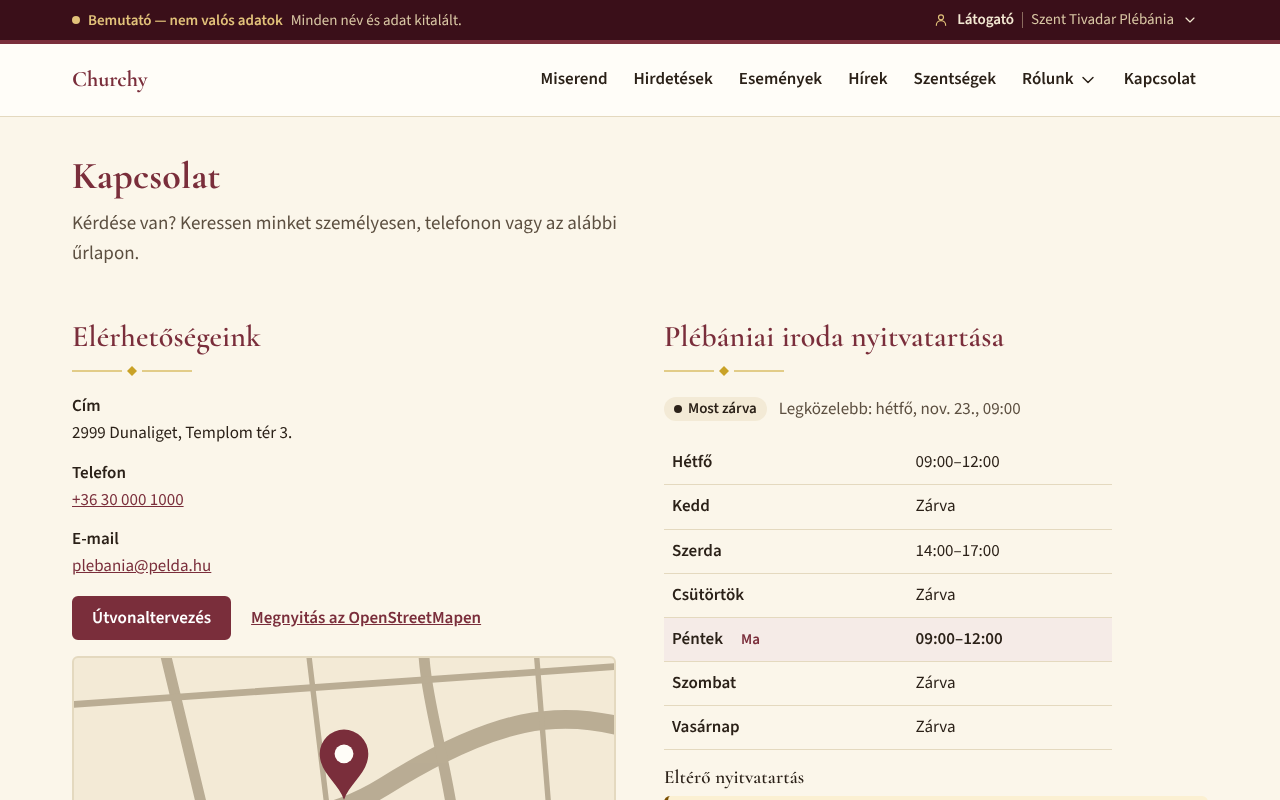 Bemutató — nem valós adatok Minden név és adat kitalált.
Látogató Szent Tivadar Plébánia
Churchy
Miserend Hirdetések Események Hírek Szentségek Rólunk Kapcsolat
Kapcsolat
Kérdése van? Keressen minket személyesen, telefonon vagy az alábbi
űrlapon.
Elérhetőségeink
Cím
2999 Dunaliget, Templom tér 3.
Telefon
+36 30 000 1000
E-mail
plebania@pelda.hu
Útvonaltervezés Megnyitás az OpenStreetMapen
Plébániai iroda nyitvatartása
Most zárva Legközelebb: hétfő, nov. 23., 09:00
Hétfő 09:00–12:00
Kedd Zárva
Szerda 14:00–17:00
Csütörtök Zárva
Péntek Ma 09:00–12:00
Szombat Zárva
Vasárnap Zárva
Eltérő nyitvatartás